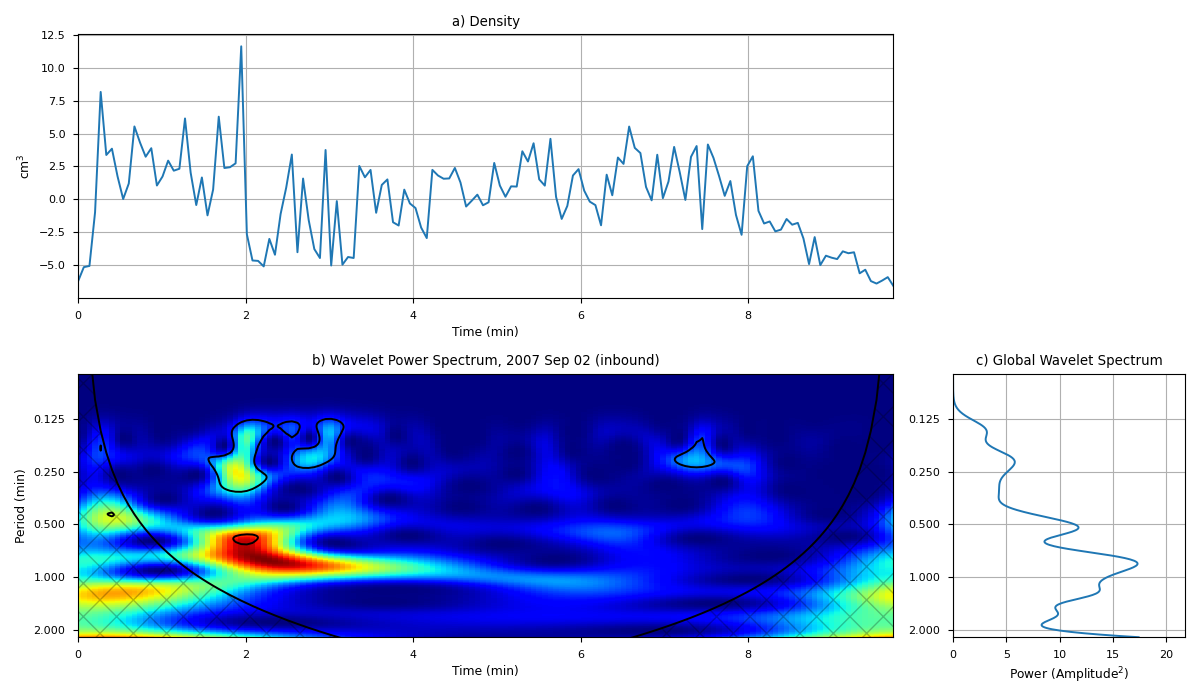 a) Density
12.5
10.0
7.5
5.0
2.5
0.0
−2.5
−5.0
cm³
0 2 4 6 8
Time (min)
b) Wavelet Power Spectrum, 2007 Sep 02 (inbound)
0.125
0.250
0.500
1.000
2.000
Period (min)
0 2 4 6 8
Time (min)
c) Global Wavelet Spectrum
0.125
0.250
0.500
1.000
2.000
0 5 10 15 20
Power (Amplitude²)